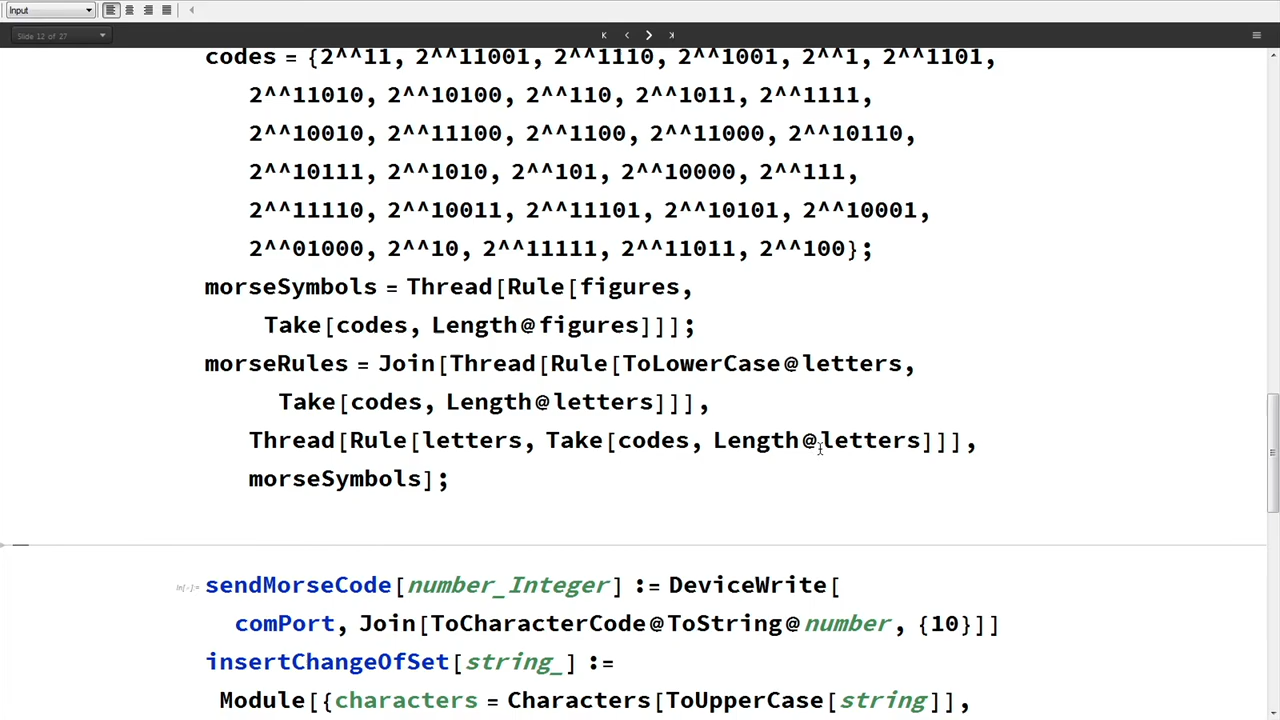 Input
Slide 12 of 27
codes = {2^^11, 2^^11001, 2^^1110, 2^^1001, 2^^1, 2^^1101,
2^^11010, 2^^10100, 2^^110, 2^^1011, 2^^1111,
2^^10010, 2^^11100, 2^^1100, 2^^11000, 2^^10110,
2^^10111, 2^^1010, 2^^101, 2^^10000, 2^^111,
2^^11110, 2^^10011, 2^^11101, 2^^10101, 2^^10001,
2^^01000, 2^^10, 2^^11111, 2^^11011, 2^^100};
morseSymbols = Thread[Rule[figures,
Take[codes, Length@figures]]];
morseRules = Join[Thread[Rule[ToLowerCase@letters,
Take[codes, Length@letters]]],
Thread[Rule[letters, Take[codes, Length@letters]]],
morseSymbols];
In[-]:= sendMorseCode[number_Integer] := DeviceWrite[
comPort, Join[ToCharacterCode@ToString@number, {10}]]
insertChangeOfSet[string_] :=
Module[{characters = Characters[ToUpperCase[string]],